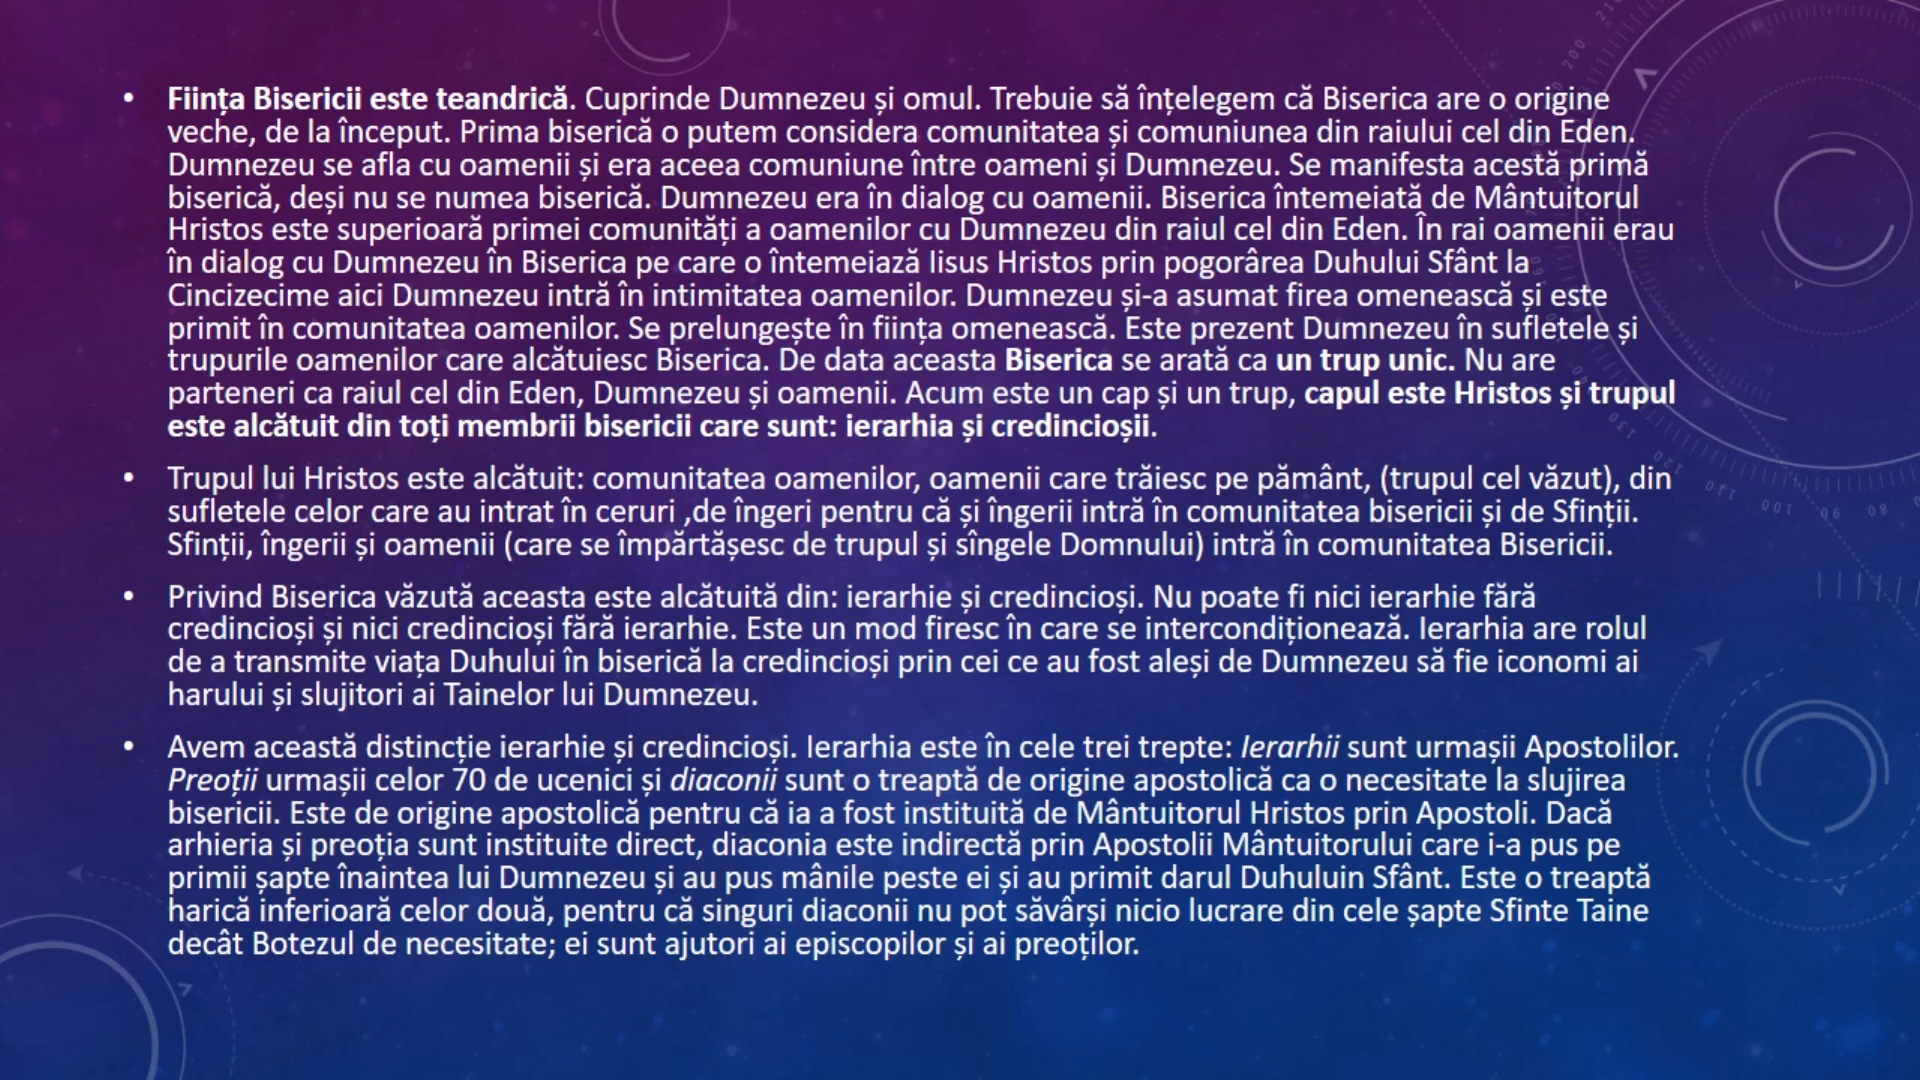 • Ființa Bisericii este teandrică. Cuprinde Dumnezeu și omul. Trebuie să înțelegem că Biserica are o origine
veche, de la început. Prima biserică o putem considera comunitatea și comuniunea din raiului cel din Eden.
Dumnezeu se afla cu oamenii și era aceea comuniune între oameni și Dumnezeu. Se manifesta acestă primă
biserică, deși nu se numea biserică. Dumnezeu era în dialog cu oamenii. Biserica întemeiată de Mântuitorul
Hristos este superioară primei comunități a oamenilor cu Dumnezeu din raiul cel din Eden. În rai oamenii erau
în dialog cu Dumnezeu în Biserica pe care o întemeiază Iisus Hristos prin pogorârea Duhului Sfânt la
Cincizecime aici Dumnezeu intră în intimitatea oamenilor. Dumnezeu și-a asumat firea omenească și este
primit în comunitatea oamenilor. Se prelungește în ființa omenească. Este prezent Dumnezeu în sufletele și
trupurile oamenilor care alcătuiesc Biserica. De data aceasta Biserica se arată ca un trup unic. Nu are
parteneri ca raiul cel din Eden, Dumnezeu și oamenii. Acum este un cap și un trup, capul este Hristos și trupul
este alcătuit din toți membrii bisericii care sunt: ierarhia și credincioșii.
• Trupul lui Hristos este alcătuit: comunitatea oamenilor, oamenii care trăiesc pe pământ, (trupul cel văzut), din
sufletele celor care au intrat în ceruri ,de îngeri pentru că și îngerii intră în comunitatea bisericii și de Sfinții.
Sfinții, îngerii și oamenii (care se împărtășesc de trupul și sîngele Domnului) intră în comunitatea Bisericii.
• Privind Biserica văzută aceasta este alcătuită din: ierarhie și credincioși. Nu poate fi nici ierarhie fără
credincioși și nici credincioși fără ierarhie. Este un mod firesc în care se intercondiționează. Ierarhia are rolul
de a transmite viața Duhului în biserică la credincioși prin cei ce au fost aleși de Dumnezeu să fie iconomi ai
harului și slujitori ai Tainelor lui Dumnezeu.
• Avem această distincție ierarhie și credincioși. Ierarhia este în cele trei trepte: Ierarhii sunt urmașii Apostolilor.
Preoții urmașii celor 70 de ucenici și diaconii sunt o treaptă de origine apostolică ca o necesitate la slujirea
bisericii. Este de origine apostolică pentru că ia a fost instituită de Mântuitorul Hristos prin Apostoli. Dacă
arhieria și preoția sunt instituite direct, diaconia este indirectă prin Apostolii Mântuitorului care i-a pus pe
primii șapte înaintea lui Dumnezeu și au pus mânile peste ei și au primit darul Duhuluin Sfânt. Este o treaptă
harică inferioară celor două, pentru că singuri diaconii nu pot săvârși nicio lucrare din cele șapte Sfinte Taine
decât Botezul de necesitate; ei sunt ajutori ai episcopilor și ai preoților.